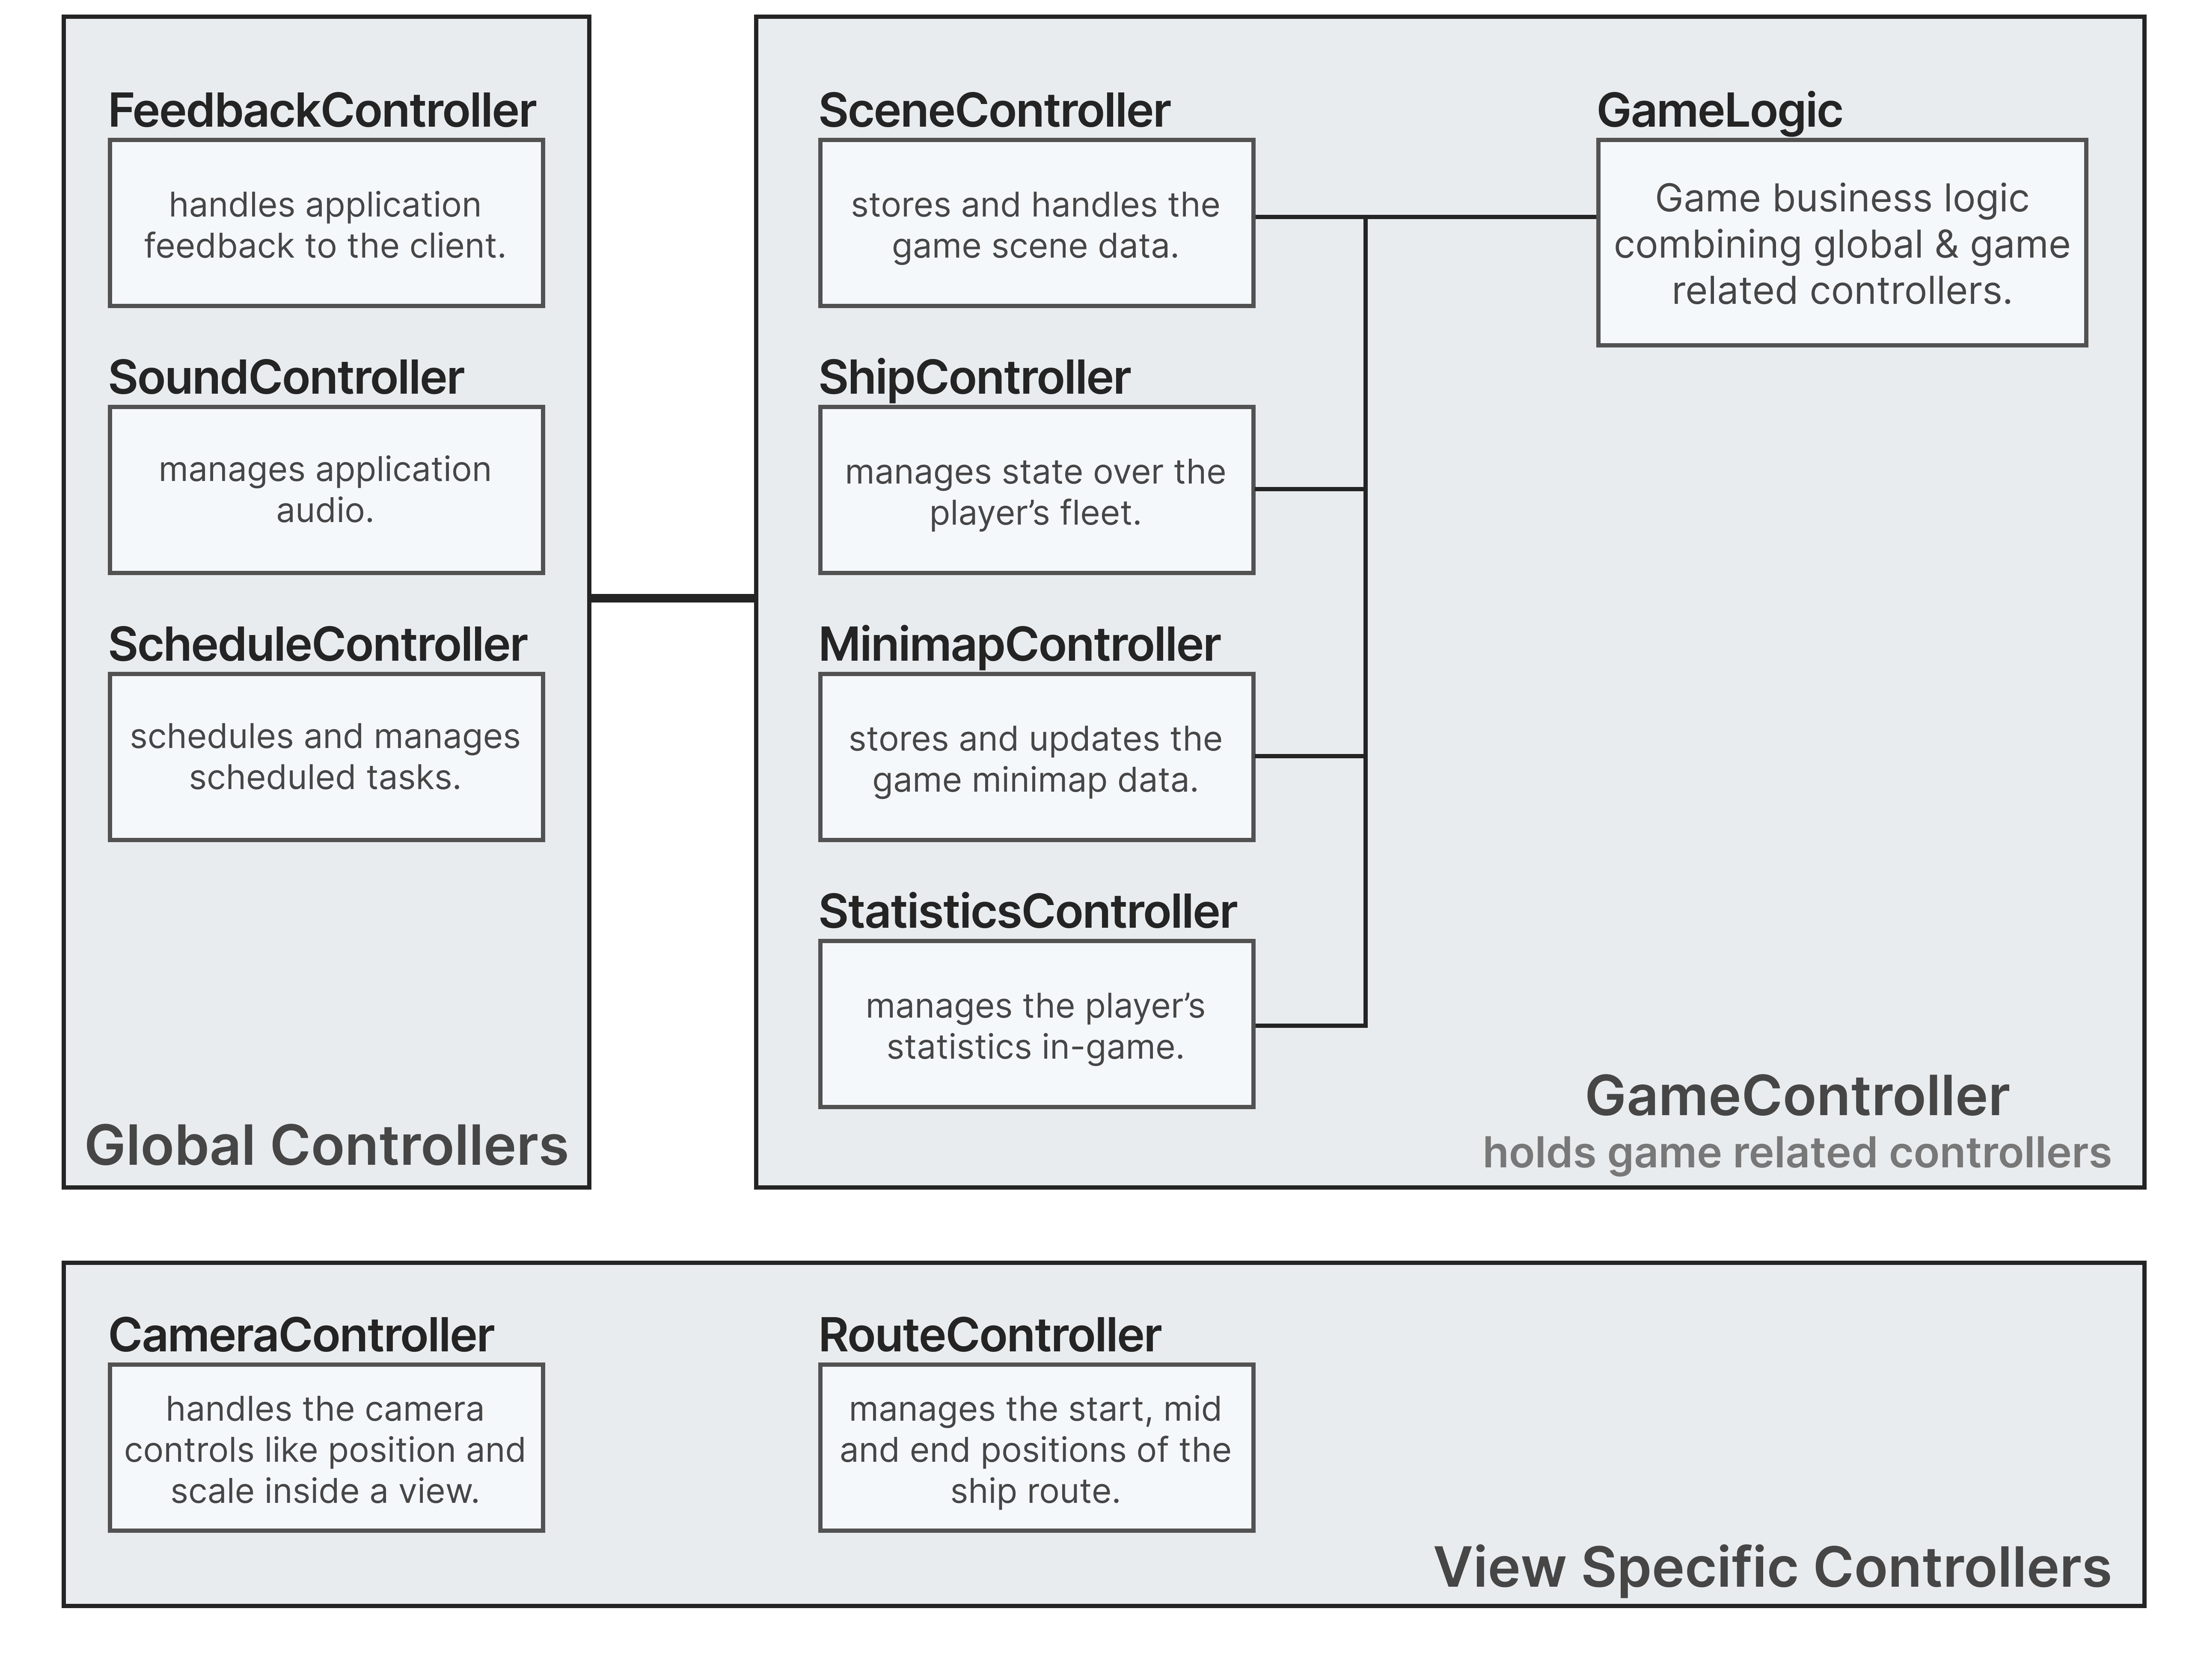 FeedbackController
handles application
feedback to the client.
SoundController
manages application
audio.
ScheduleController
schedules and manages
scheduled tasks.
Global Controllers
SceneController
stores and handles the
game scene data.
ShipController
manages state over the
player’s fleet.
MinimapController
stores and updates the
game minimap data.
StatisticsController
manages the player’s
statistics in-game.
GameLogic
Game business logic
combining global & game
related controllers.
GameController
holds game related controllers
CameraController
handles the camera
controls like position and
scale inside a view.
RouteController
manages the start, mid
and end positions of the
ship route.
View Specific Controllers